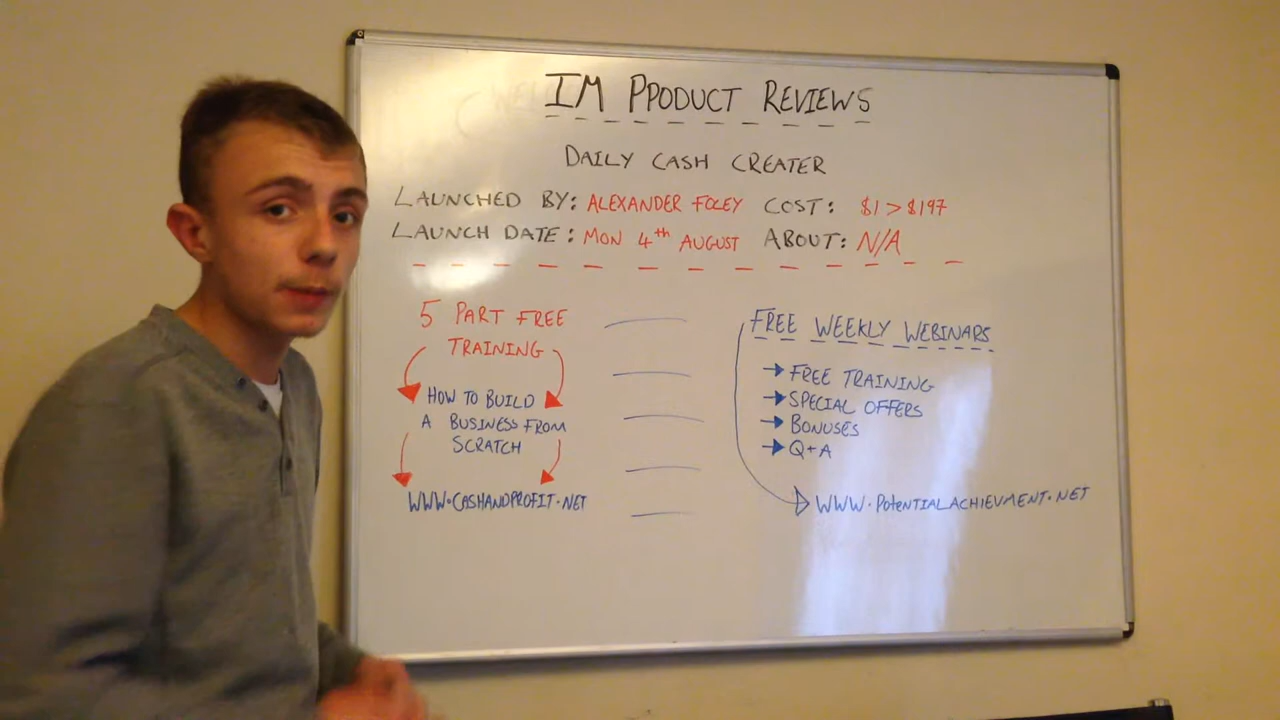 IM PPODUCT REVIEWS
DAILY CASH CREATER
LAUNCHED BY: ALEXANDER FOLEY COST: $1 > $197
LAUNCH DATE: MON 4th AUGUST ABOUT: N/A
5 PART FREE
TRAINING
HOW TO BUILD
A BUSINESS FROM
SCRATCH
WWW.CASHANDPROFIT.NET
FREE WEEKLY WEBINARS
FREE TRAINING
SPECIAL OFFERS
BONUSES
Q+A
WWW.POTENTIALACHIEVMENT.NET